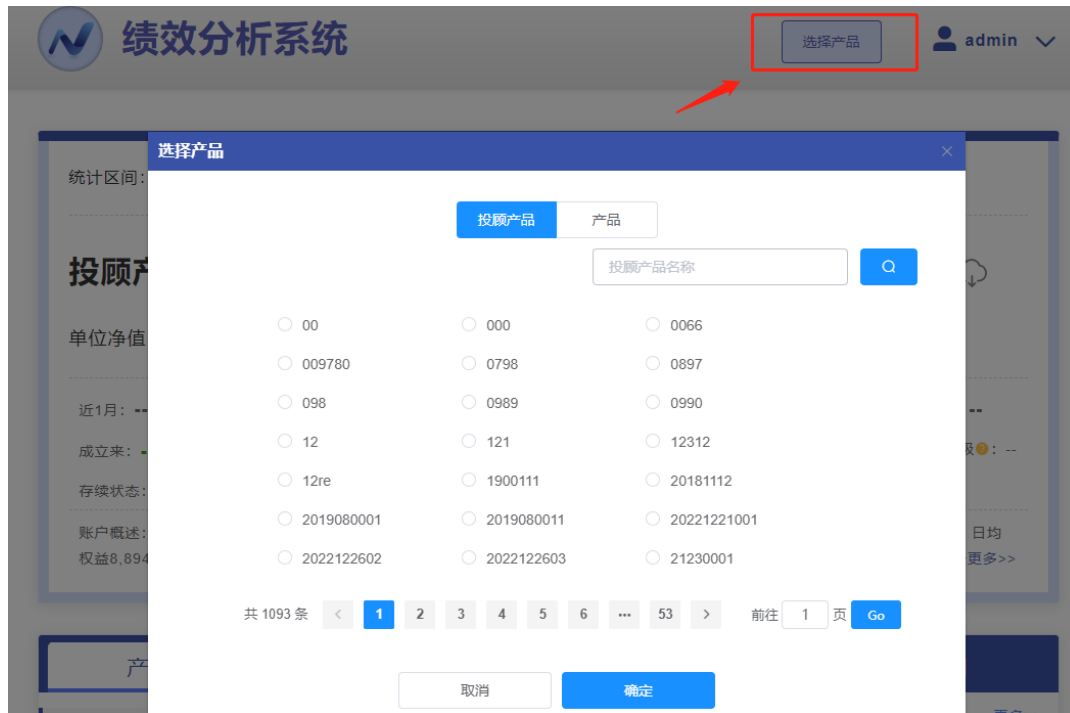 绩效分析系统
选择产品
admin
选择产品
统计区间:
投顾产品
产品
投顾产品名称
投顾产
单位净值
00
000
0066
009780
0798
0897
098
0989
0990
12
121
12312
12re
1900111
20181112
2019080001
2019080011
20221221001
2022122602
2022122603
21230001
近1月: --
--
成立来: -
级?: --
存续状态:
账户概述:
日均
权益8,894
更多>>
共 1093 条 < 1 2 3 4 5 6 ... 53 > 前往 1 页 Go
产
取消
确定